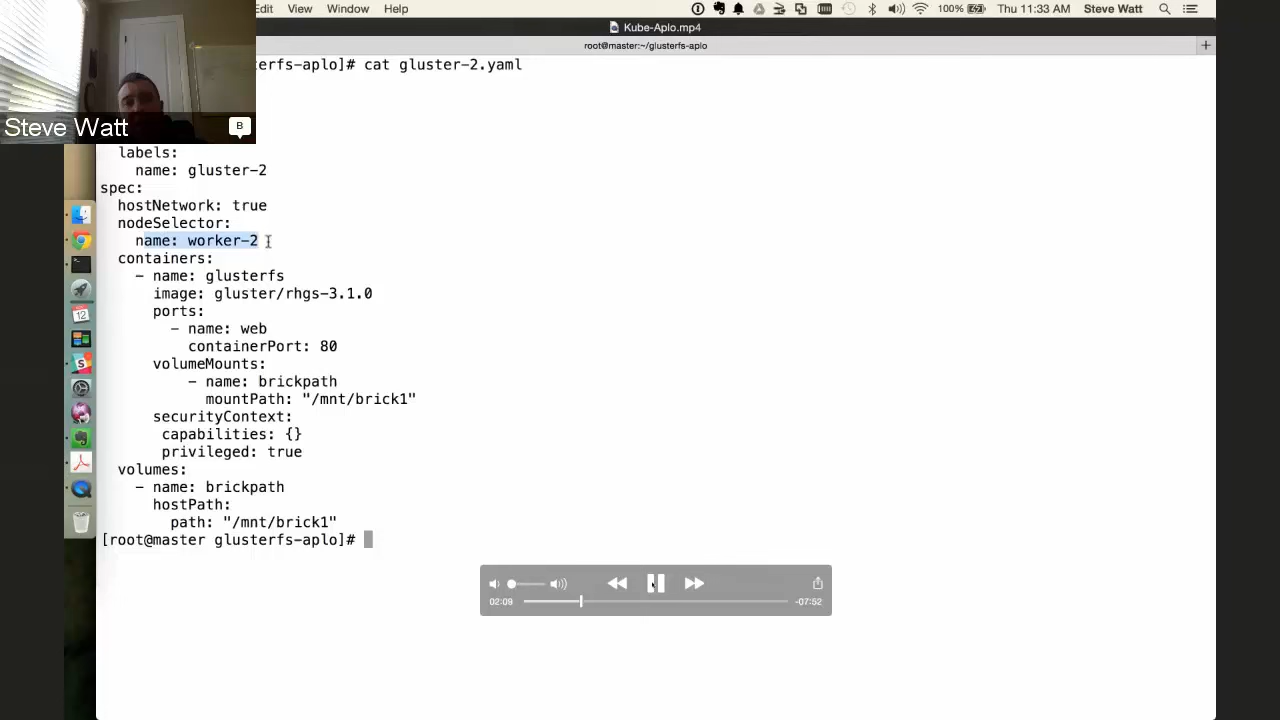 Edit View Window Help 100% Thu 11:33 AM Steve Watt
Kube-Aplo.mp4
root@master:~/glusterfs-aplo
erfs-aplo]# cat gluster-2.yaml
Steve Watt
B
labels:
name: gluster-2
spec:
hostNetwork: true
nodeSelector:
name: worker-2
containers:
- name: glusterfs
image: gluster/rhgs-3.1.0
ports:
- name: web
containerPort: 80
volumeMounts:
- name: brickpath
mountPath: "/mnt/brick1"
securityContext:
capabilities: {}
privileged: true
volumes:
- name: brickpath
hostPath:
path: "/mnt/brick1"
[root@master glusterfs-aplo]#
02:09 -07:52
12